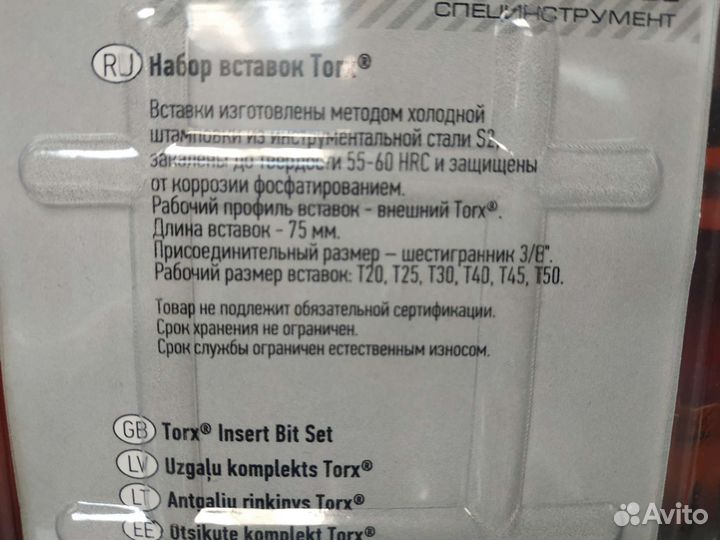 СПЕЦИНСТРУМЕНТ
RU Набор вставок Torx®
Вставки изготовлены методом холодной
штамповки из инструментальной стали S2,
закалены до твердости 55-60 HRC и защищены
от коррозии фосфатированием.
Рабочий профиль вставок - внешний Torx®.
Длина вставок - 75 мм.
Присоединительный размер – шестигранник 3/8".
Рабочий размер вставок: T20, T25, T30, T40, T45, T50.
Товар не подлежит обязательной сертификации.
Срок хранения не ограничен.
Срок службы ограничен естественным износом.
GB Torx® Insert Bit Set
LV Uzgaļu komplekts Torx®
LT Antgalių rinkinys Torx®
EE Otsikute komplekt Torx®
Avito